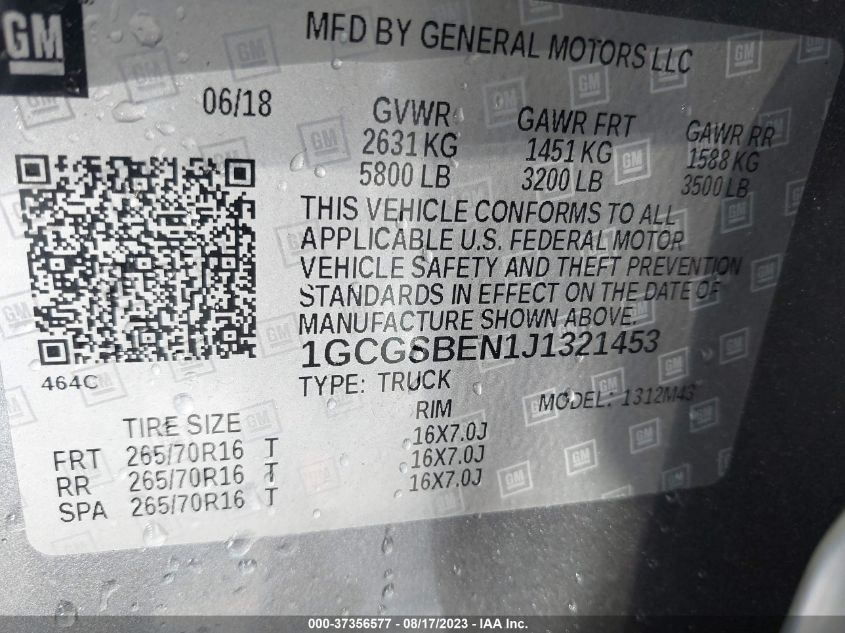 GM
MFD BY GENERAL MOTORS LLC
06/18
GVWR GAWR FRT GAWR RR
2631 KG 1451 KG 1588 KG
5800 LB 3200 LB 3500 LB
THIS VEHICLE CONFORMS TO ALL
APPLICABLE U.S. FEDERAL MOTOR
VEHICLE SAFETY AND THEFT PREVENTION
STANDARDS IN EFFECT ON THE DATE OF
MANUFACTURE SHOWN ABOVE.
1GCGSBEN1J1321453
464C
TYPE: TRUCK MODEL: 1312M43
TIRE SIZE RIM
FRT 265/70R16 T 16X7.0J
RR 265/70R16 T 16X7.0J
SPA 265/70R16 T 16X7.0J
000-37356577 - 08/17/2023 - IAA Inc.